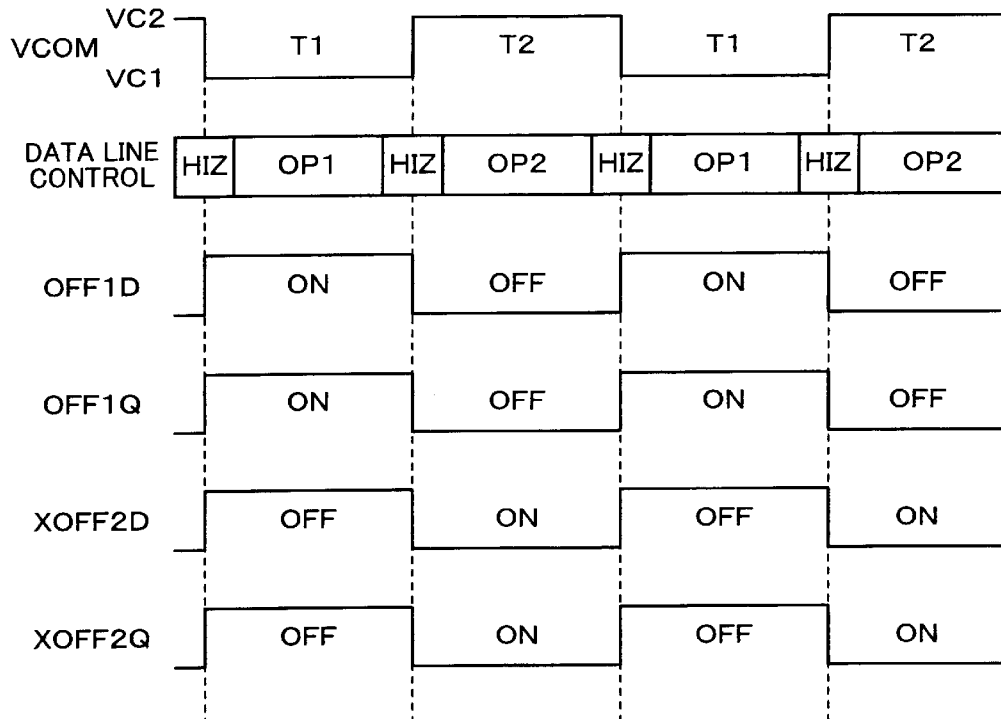 VC2
VCOM T1 T2 T1 T2
VC1
DATA LINE
CONTROL HIZ OP1 HIZ OP2 HIZ OP1 HIZ OP2
OFF1D ON OFF ON OFF
OFF1Q ON OFF ON OFF
XOFF2D OFF ON OFF ON
XOFF2Q OFF ON OFF ON